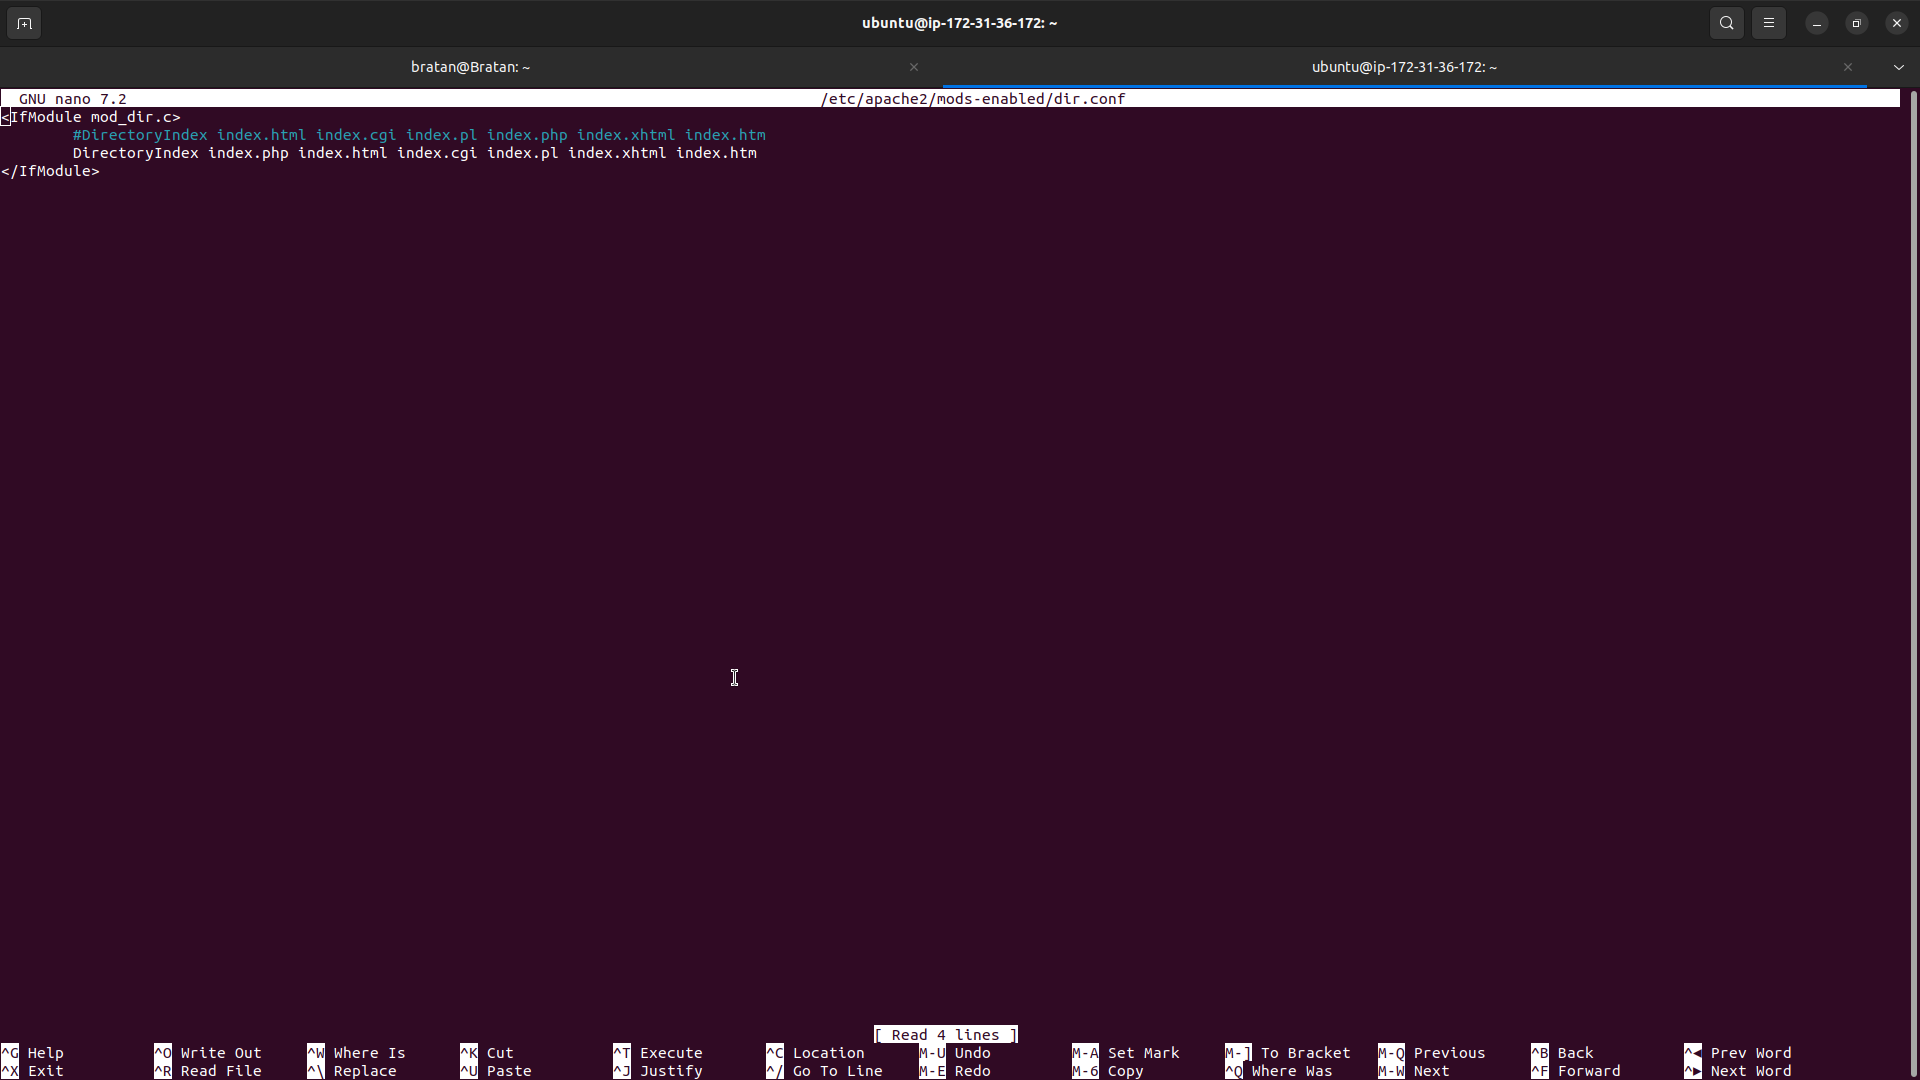 ubuntu@ip-172-31-36-172: ~
bratan@Bratan: ~
ubuntu@ip-172-31-36-172: ~
GNU nano 7.2 /etc/apache2/mods-enabled/dir.conf
<IfModule mod_dir.c>
#DirectoryIndex index.html index.cgi index.pl index.php index.xhtml index.htm
DirectoryIndex index.php index.html index.cgi index.pl index.xhtml index.htm
</IfModule>
[ Read 4 lines ]
^G Help ^O Write Out ^W Where Is ^K Cut ^T Execute ^C Location M-U Undo M-A Set Mark M-] To Bracket M-Q Previous ^B Back ^◀ Prev Word
^X Exit ^R Read File ^\ Replace ^U Paste ^J Justify ^/ Go To Line M-E Redo M-6 Copy ^Q Where Was M-W Next ^F Forward ^▶ Next Word